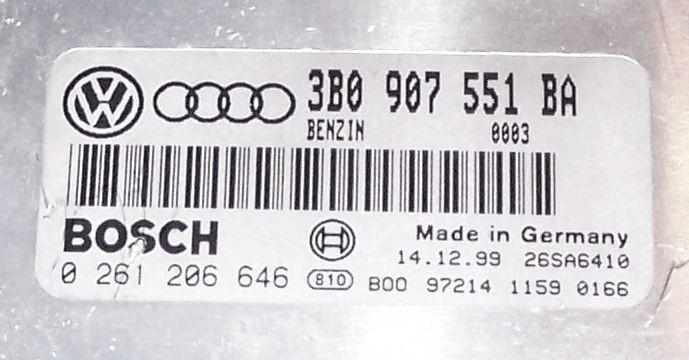 3B0 907 551 BA
BENZIN 0003
BOSCH Made in Germany
14.12.99 26SA6410
0 261 206 646 810 B00 97214 1159 0166